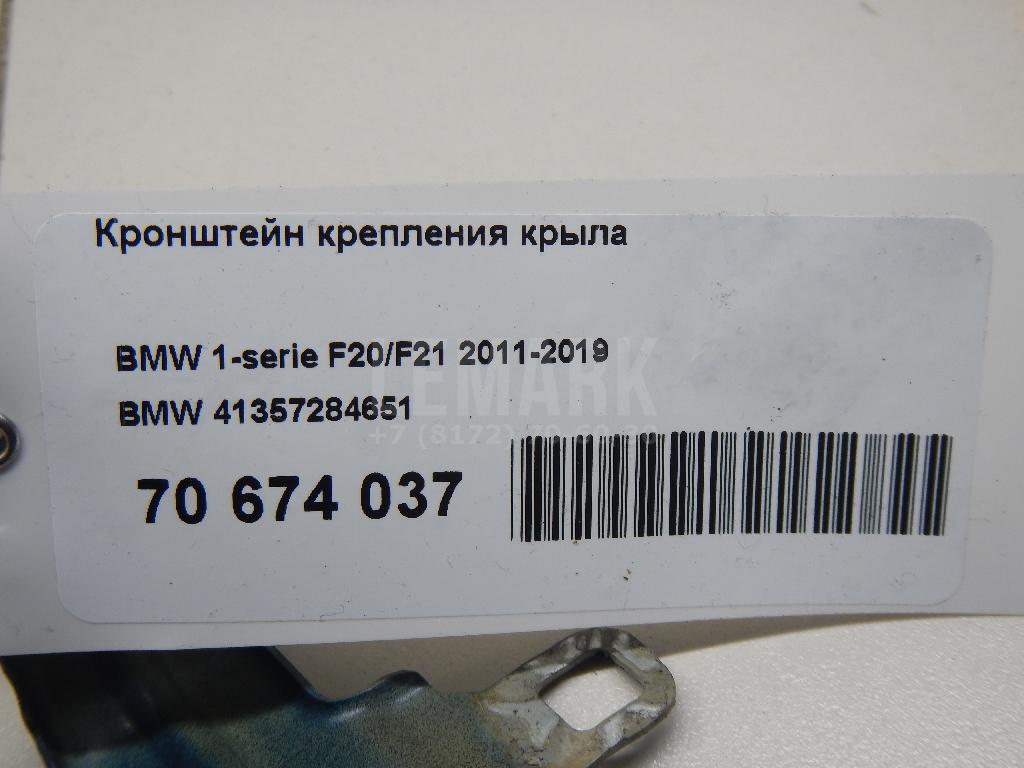 Кронштейн крепления крыла
BMW 1-serie F20/F21 2011-2019
BMW 41357284651
70 674 037